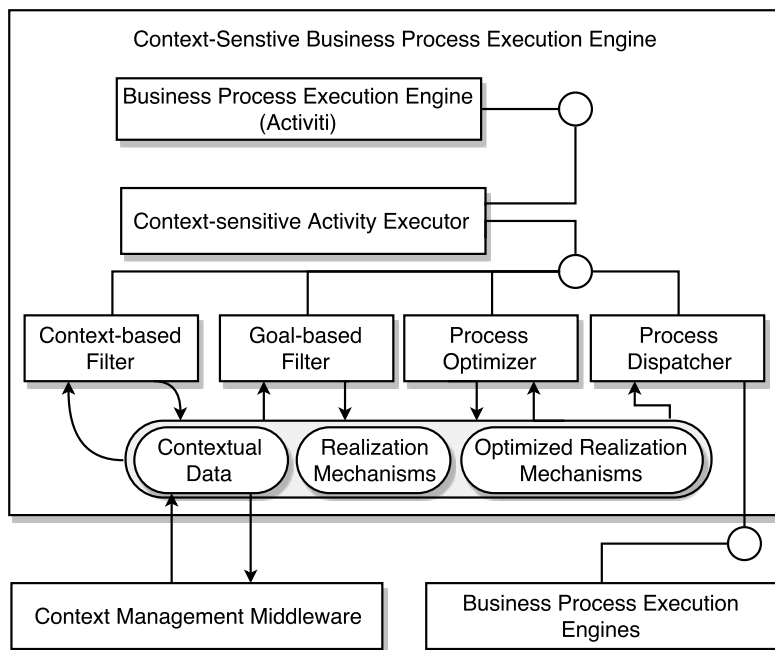 Context-Senstive Business Process Execution Engine
Business Process Execution Engine
(Activiti)
Context-sensitive Activity Executor
Context-based
Filter
Goal-based
Filter
Process
Optimizer
Process
Dispatcher
Contextual
Data
Realization
Mechanisms
Optimized Realization
Mechanisms
Context Management Middleware
Business Process Execution
Engines